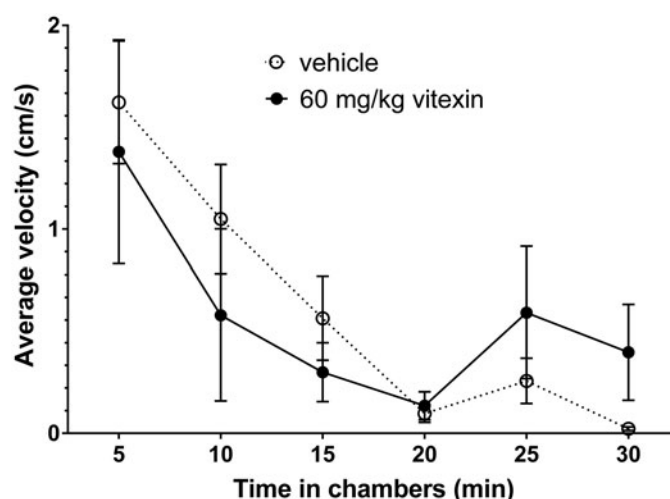 2
vehicle
60 mg/kg vitexin
Average velocity (cm/s)
1
0
5 10 15 20 25 30
Time in chambers (min)